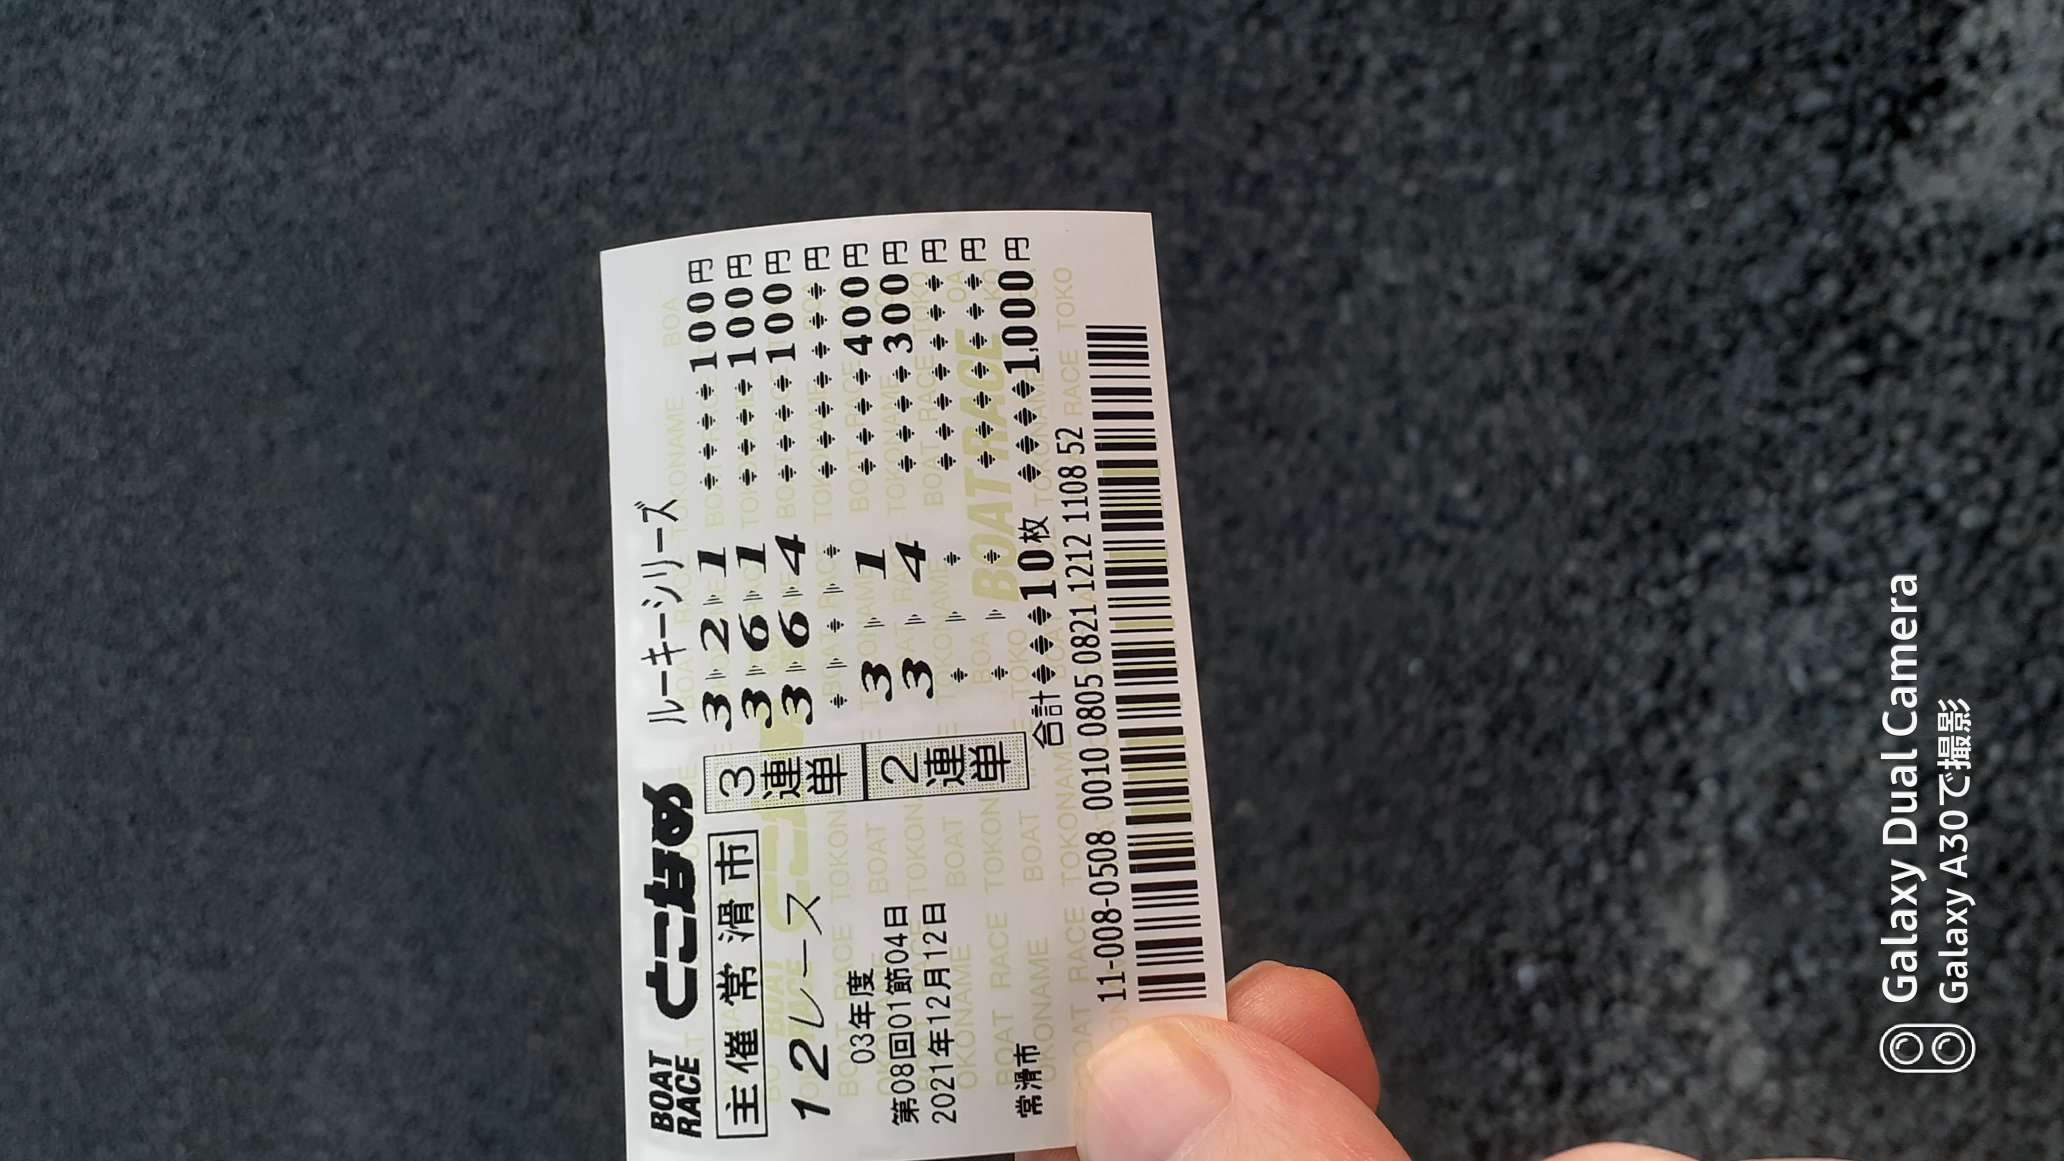 BOAT RACE とこなめ
ルーキーシリーズ
主催 常滑市
12レース
03年度
第08回01節04日
2021年12月12日
常滑市
3連単
3 2 1 100円
3 6 1 100円
3 6 4 100円
円
2連単
3 1 400円
3 4 300円
円
円
合計 10枚 1,000円
11-008-0508 0010 0805 0821 1212 1108 52
Galaxy Dual Camera
Galaxy A30で撮影